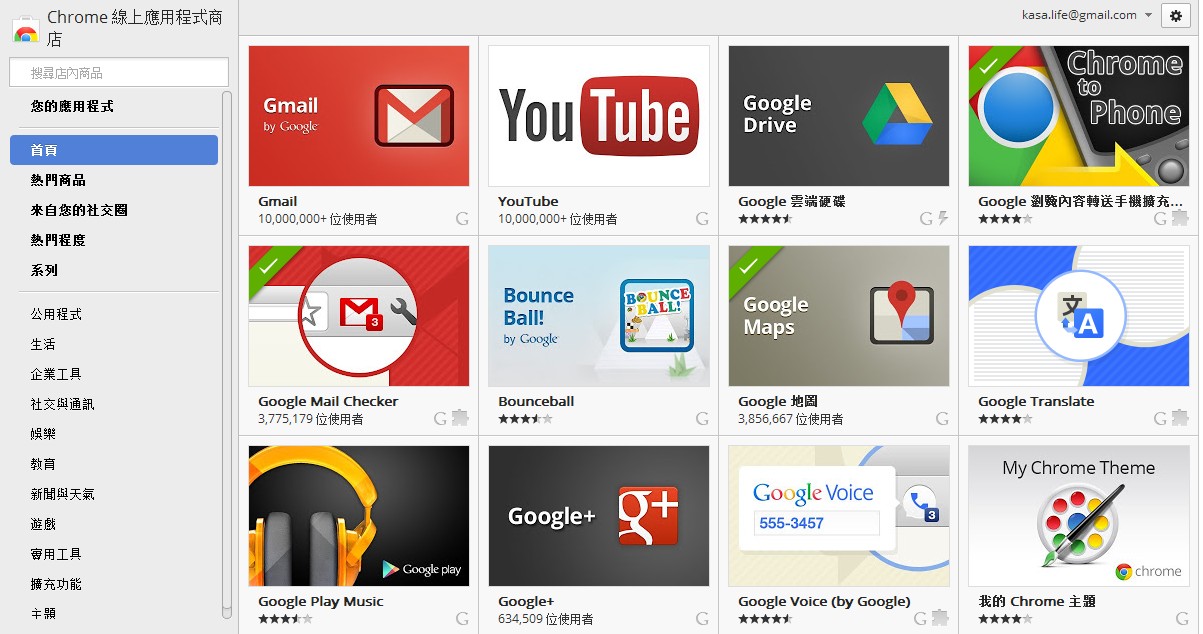 Chrome 線上應用程式商
店
kasa.life@gmail.com
搜尋店內商品
您的應用程式
首頁
熱門商品
來自您的社交圈
熱門程度
系列
公用程式
生活
企業工具
社交與通訊
娛樂
教育
新聞與天氣
遊戲
實用工具
擴充功能
主題
Gmail
by Google
Gmail
10,000,000+ 位使用者
YouTube
YouTube
10,000,000+ 位使用者
Google
Drive
Google 雲端硬碟
Chrome
to
Phone
Google 瀏覽內容轉送手機擴充...
3
Google Mail Checker
3,775,179 位使用者
Bounce
Ball!
by Google
BOUNCE
BALL!
Bounceball
Google
Maps
Google 地圖
3,856,667 位使用者
文
A
Google Translate
Google play
Google Play Music
Google+
g+
Google+
634,509 位使用者
Google Voice
555-3457
3
Google Voice (by Google)
My Chrome Theme
chrome
我的 Chrome 主題